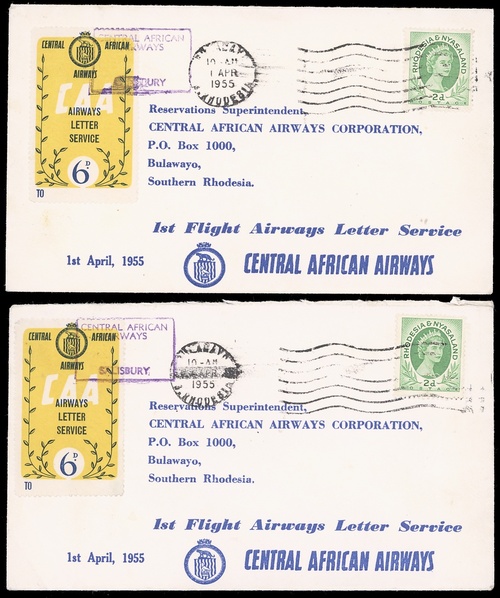 CENTRAL AFRICAN
AIRWAYS
CAA
AIRWAYS
LETTER
SERVICE
6D.
TO
CENTRAL AFRICAN
AIRWAYS
SALISBURY
BULAWAYO
10-AM
1 APR
1955
S. RHODESIA
RHODESIA & NYASALAND
POSTAGE
2d
Reservations Superintendent,
CENTRAL AFRICAN AIRWAYS CORPORATION,
P.O. Box 1000,
Bulawayo,
Southern Rhodesia.
1st Flight Airways Letter Service
1st April, 1955
CENTRAL AFRICAN AIRWAYS
CENTRAL AFRICAN
AIRWAYS
CAA
AIRWAYS
LETTER
SERVICE
6D.
TO
CENTRAL AFRICAN
AIRWAYS
SALISBURY
BULAWAYO
10-AM
1955
S. RHODESIA
RHODESIA & NYASALAND
2d
Reservations Superintendent,
CENTRAL AFRICAN AIRWAYS CORPORATION,
P.O. Box 1000,
Bulawayo,
Southern Rhodesia.
1st Flight Airways Letter Service
1st April, 1955
CENTRAL AFRICAN AIRWAYS